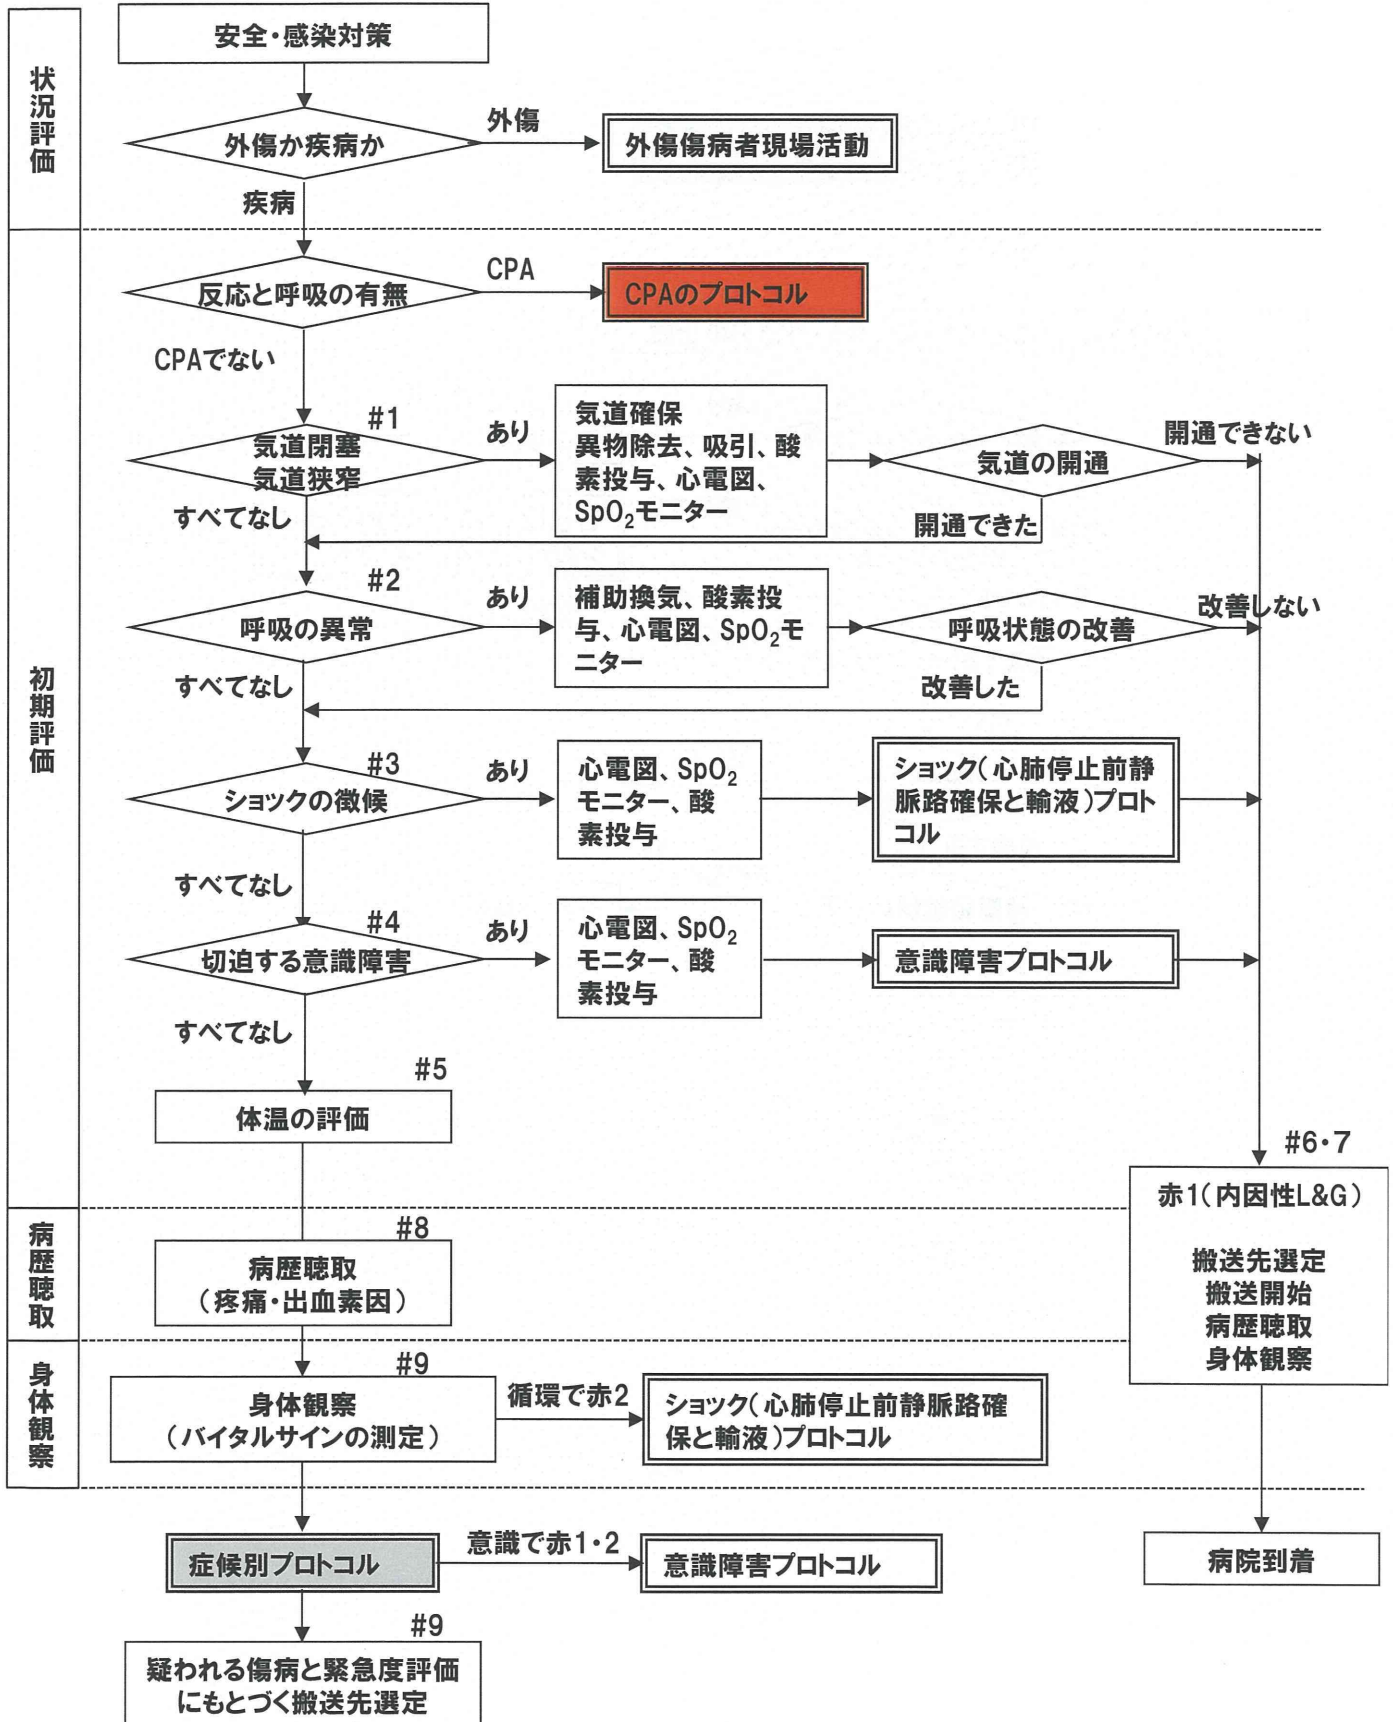 状況評価
安全・感染対策
外傷か疾病か
外傷
外傷傷病者現場活動
疾病
初期評価
反応と呼吸の有無
CPA
CPAのプロトコル
CPAでない
#1
気道閉塞
気道狭窄
あり
気道確保
異物除去、吸引、酸
素投与、心電図、
SpO₂モニター
気道の開通
開通できない
すべてなし
開通できた
#2
呼吸の異常
あり
補助換気、酸素投
与、心電図、SpO₂モ
ニター
呼吸状態の改善
改善しない
すべてなし
改善した
#3
ショックの徴候
あり
心電図、SpO₂
モニター、酸
素投与
ショック(心肺停止前静
脈路確保と輸液)プロト
コル
すべてなし
#4
切迫する意識障害
あり
心電図、SpO₂
モニター、酸
素投与
意識障害プロトコル
すべてなし
#5
体温の評価
#6・7
赤1(内因性L&G)
搬送先選定
搬送開始
病歴聴取
身体観察
病歴聴取
#8
病歴聴取
(疼痛・出血素因)
身体観察
#9
身体観察
(バイタルサインの測定)
循環で赤2
ショック(心肺停止前静脈路確
保と輸液)プロトコル
症候別プロトコル
意識で赤1・2
意識障害プロトコル
病院到着
#9
疑われる傷病と緊急度評価
にもとづく搬送先選定